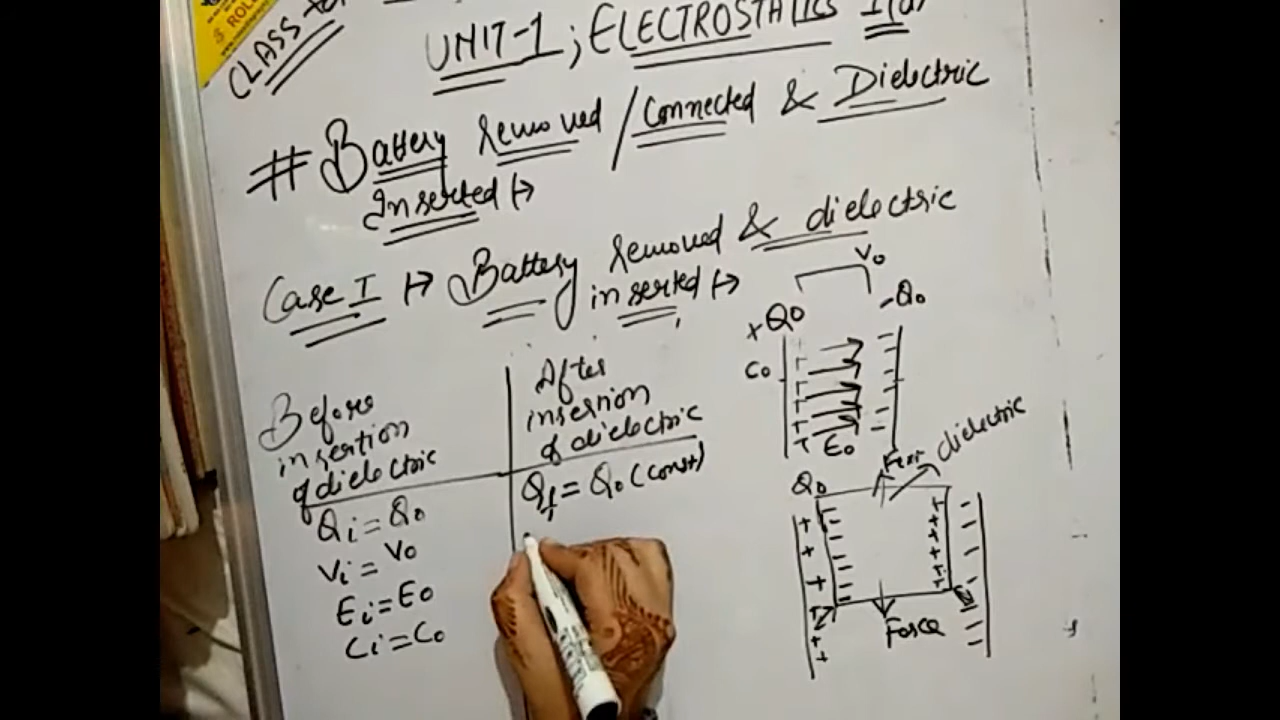 $ ROL
CLASS
UNIT-1; ELECTROSTATICS
# Battery removed / Connected & Dielectric
Inserted :->
Case I :-> Battery removed & dielectric
inserted :->
Before
insertion
of dielectric
Qi = Q0
Vi = V0
Ei = E0
Ci = C0
After
insertion
of dielectric
Qf = Q0 (const)
V0
+Q0
-Q0
C0
E0
Fext
dielectric
Q0
Force